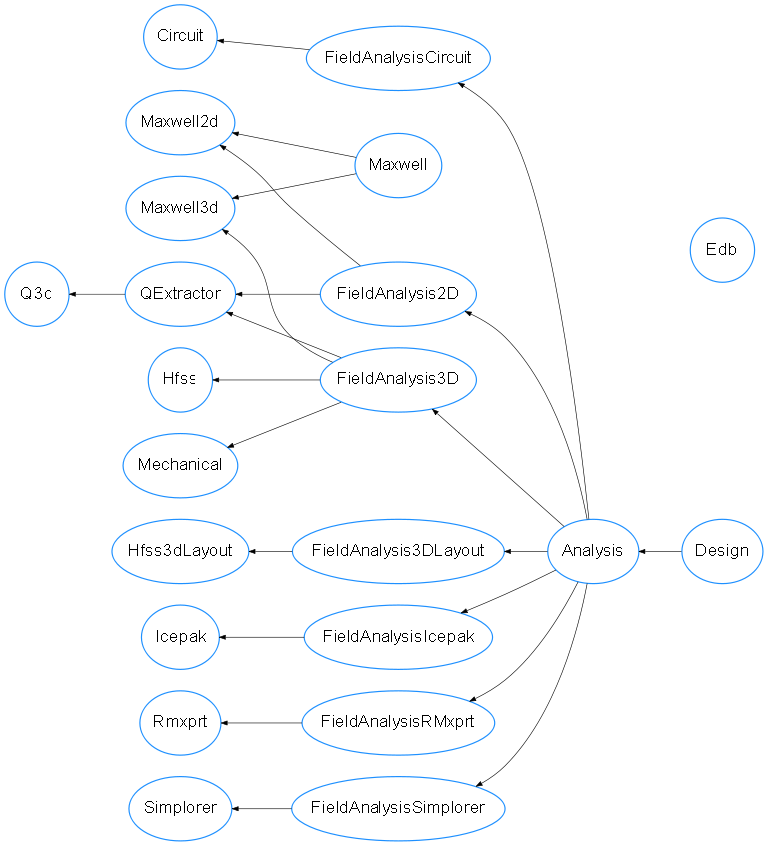 Circuit
FieldAnalysisCircuit
Maxwell2d
Maxwell
Maxwell3d
Edb
Q3c
QExtractor
FieldAnalysis2D
Hfss
FieldAnalysis3D
Mechanical
Hfss3dLayout
FieldAnalysis3DLayout
Analysis
Design
Icepak
FieldAnalysisIcepak
Rmxprt
FieldAnalysisRMxprt
Simplorer
FieldAnalysisSimplorer